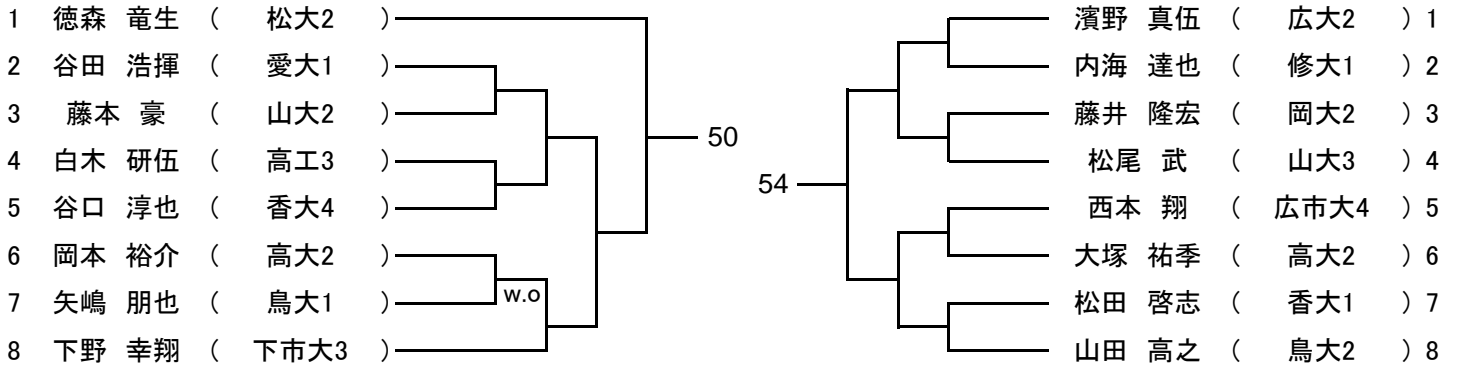 1 徳森 竜生 ( 松大2 )
2 谷田 浩揮 ( 愛大1 )
3 藤本 豪 ( 山大2 )
4 白木 研伍 ( 高工3 )
5 谷口 淳也 ( 香大4 )
6 岡本 裕介 ( 高大2 )
7 矢嶋 朋也 ( 鳥大1 )
8 下野 幸翔 ( 下市大3 )
w.o
50
54
濱野 真伍 ( 広大2 ) 1
内海 達也 ( 修大1 ) 2
藤井 隆宏 ( 岡大2 ) 3
松尾 武 ( 山大3 ) 4
西本 翔 ( 広市大4 ) 5
大塚 祐季 ( 高大2 ) 6
松田 啓志 ( 香大1 ) 7
山田 高之 ( 鳥大2 ) 8